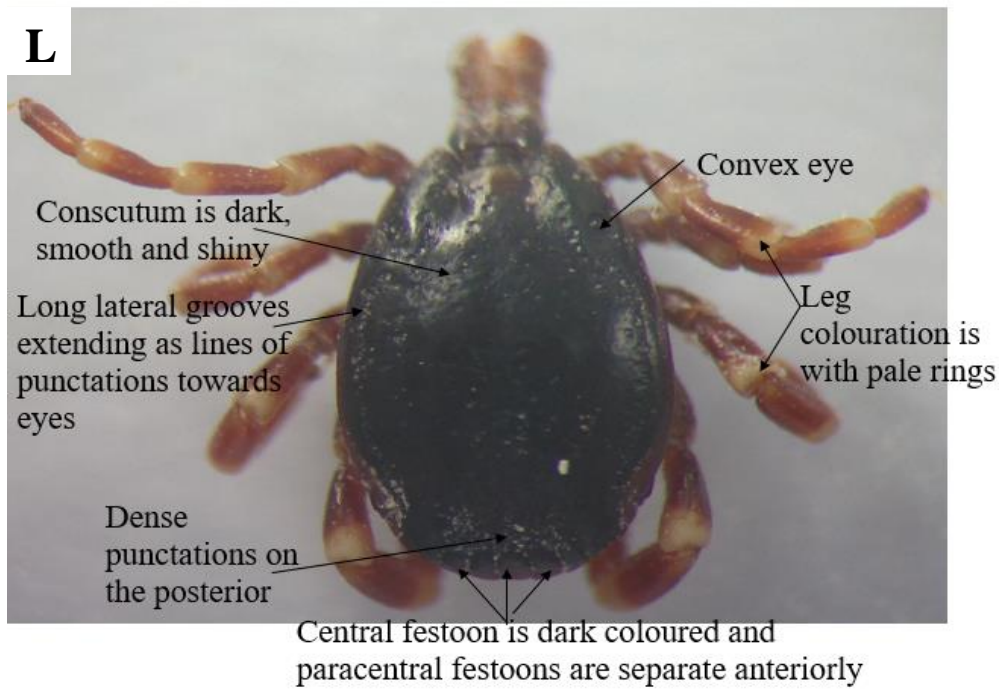 L
Convex eye
Conscutum is dark,
smooth and shiny
Long lateral grooves
extending as lines of
punctations towards
eyes
Leg
colouration is
with pale rings
Dense
punctations on
the posterior
Central festoon is dark coloured and
paracentral festoons are separate anteriorly